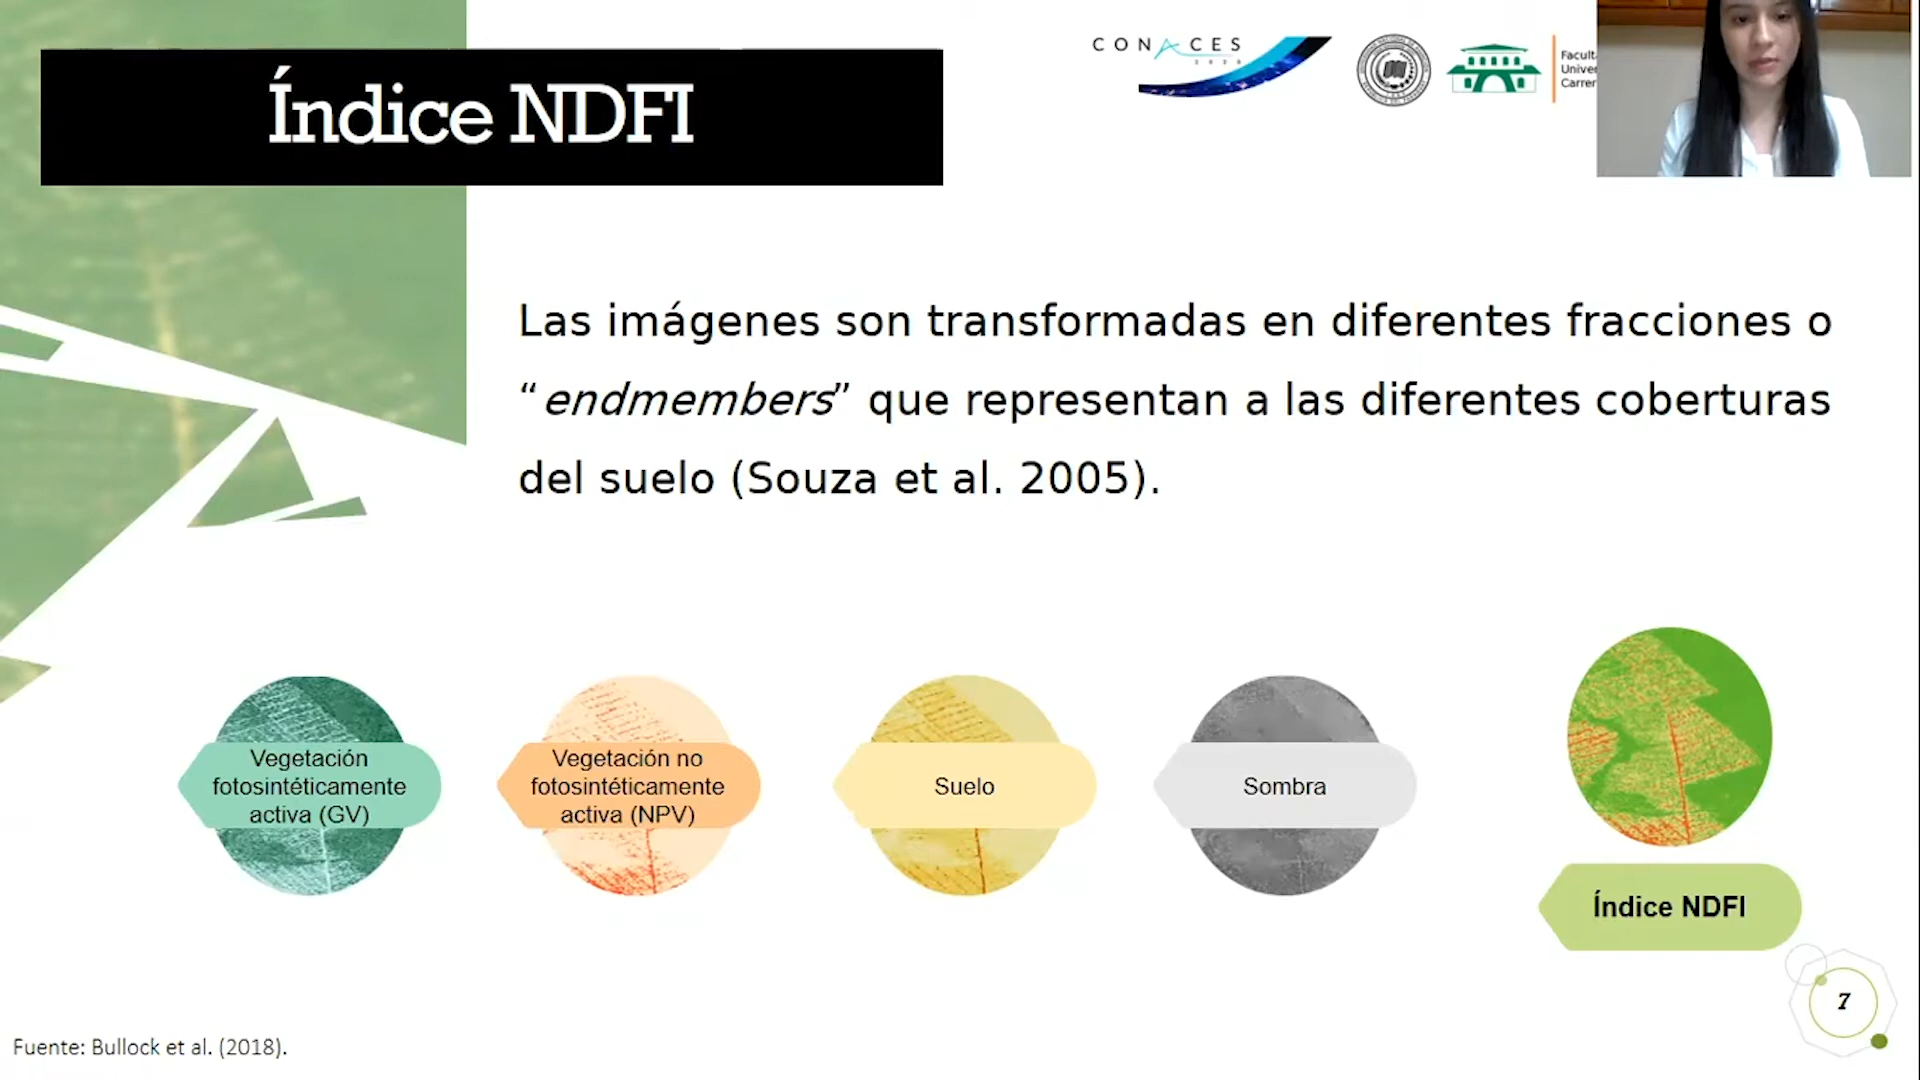 Índice NDFI
CONACES
2020
Facult
Univer
Carrer
Las imágenes son transformadas en diferentes fracciones o
“endmembers” que representan a las diferentes coberturas
del suelo (Souza et al. 2005).
Vegetación
fotosintéticamente
activa (GV)
Vegetación no
fotosintéticamente
activa (NPV)
Suelo
Sombra
Índice NDFI
7
Fuente: Bullock et al. (2018).